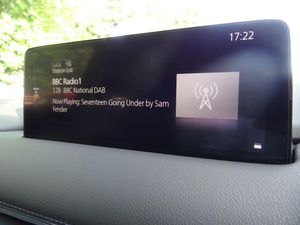 17:22
Station List
BBC Radio1
12B BBC National DAB
Now Playing: Seventeen Going Under by Sam
Fender